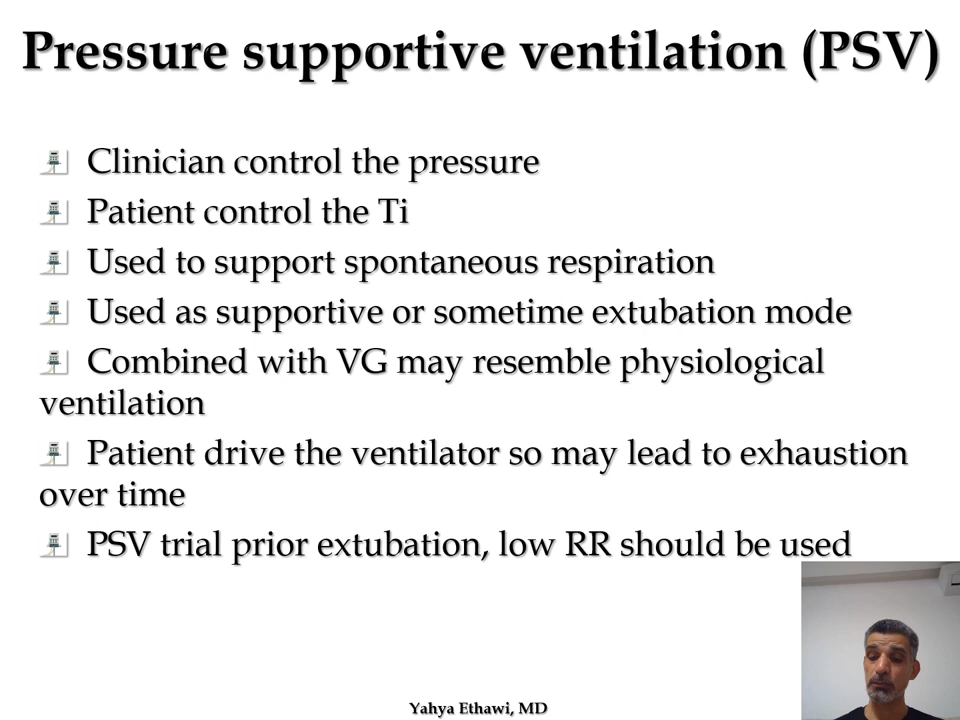 Pressure supportive ventilation (PSV)
Clinician control the pressure
Patient control the Ti
Used to support spontaneous respiration
Used as supportive or sometime extubation mode
Combined with VG may resemble physiological
ventilation
Patient drive the ventilator so may lead to exhaustion
over time
PSV trial prior extubation, low RR should be used
Yahya Ethawi, MD